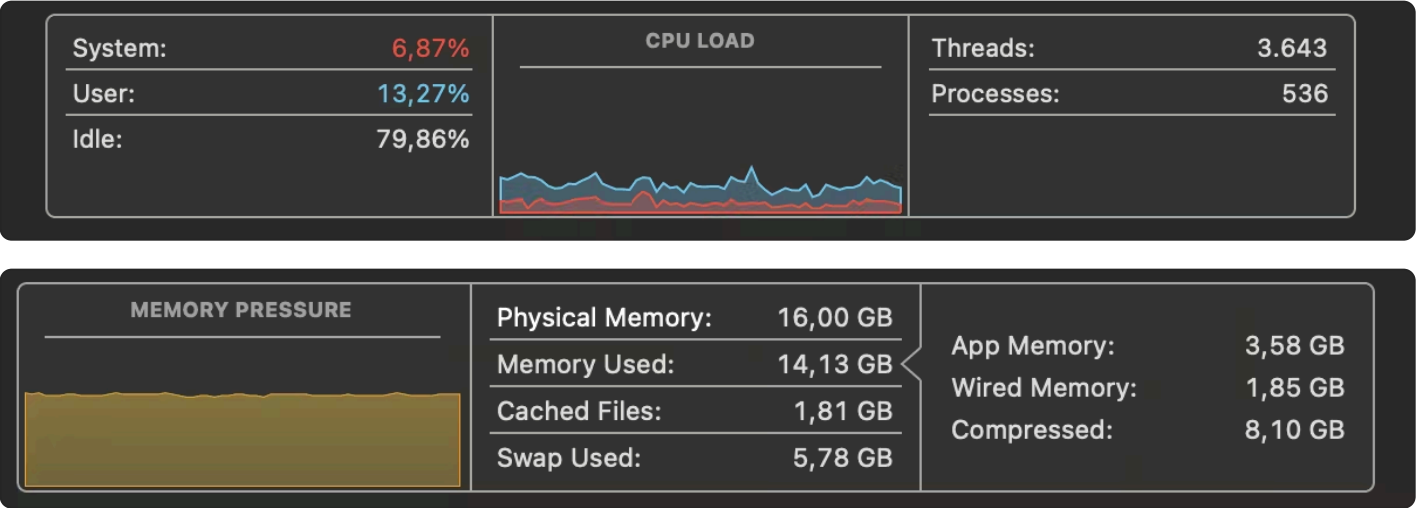 System: 6,87%
User: 13,27%
Idle: 79,86%
CPU LOAD
Threads: 3.643
Processes: 536
MEMORY PRESSURE
Physical Memory: 16,00 GB
Memory Used: 14,13 GB
Cached Files: 1,81 GB
Swap Used: 5,78 GB
App Memory: 3,58 GB
Wired Memory: 1,85 GB
Compressed: 8,10 GB